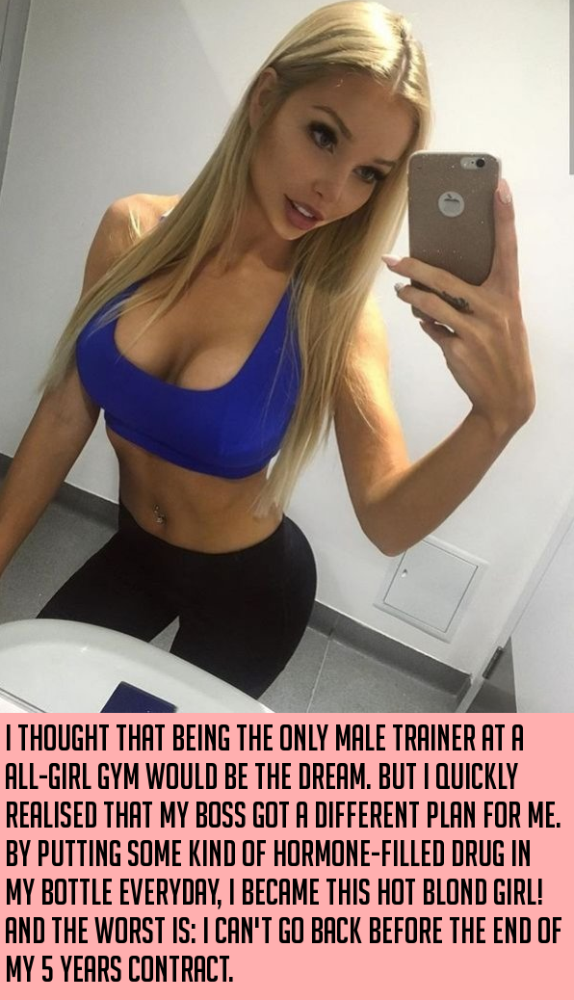 I THOUGHT THAT BEING THE ONLY MALE TRAINER AT A
ALL-GIRL GYM WOULD BE THE DREAM. BUT I QUICKLY
REALISED THAT MY BOSS GOT A DIFFERENT PLAN FOR ME.
BY PUTTING SOME KIND OF HORMONE-FILLED DRUG IN
MY BOTTLE EVERYDAY, I BECAME THIS HOT BLOND GIRL!
AND THE WORST IS: I CAN'T GO BACK BEFORE THE END OF
MY 5 YEARS CONTRACT.